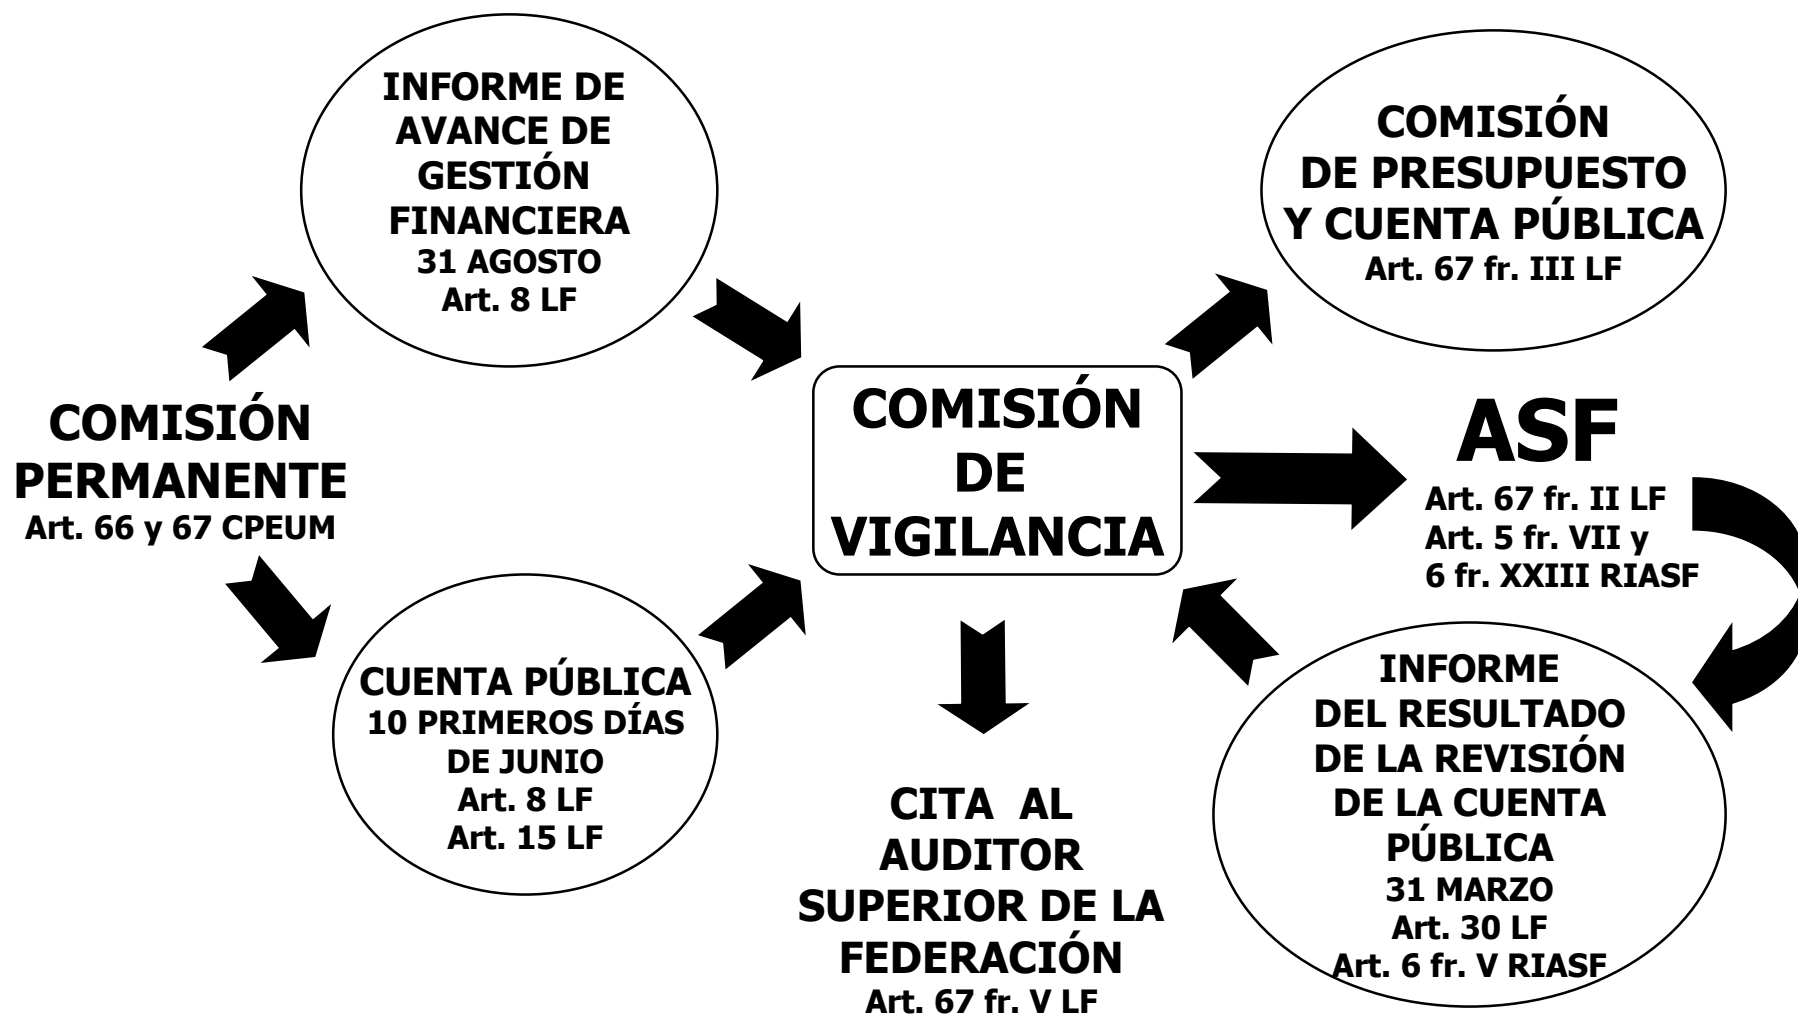 INFORME DE
AVANCE DE
GESTIÓN
FINANCIERA
31 AGOSTO
Art. 8 LF
COMISIÓN
DE PRESUPUESTO
Y CUENTA PÚBLICA
Art. 67 fr. III LF
COMISIÓN
PERMANENTE
Art. 66 y 67 CPEUM
COMISIÓN
DE
VIGILANCIA
ASF
Art. 67 fr. II LF
Art. 5 fr. VII y
6 fr. XXIII RIASF
CUENTA PÚBLICA
10 PRIMEROS DÍAS
DE JUNIO
Art. 8 LF
Art. 15 LF
CITA  AL
AUDITOR
SUPERIOR DE LA
FEDERACIÓN
Art. 67 fr. V LF
INFORME
DEL RESULTADO
DE LA REVISIÓN
DE LA CUENTA
PÚBLICA
31 MARZO
Art. 30 LF
Art. 6 fr. V RIASF